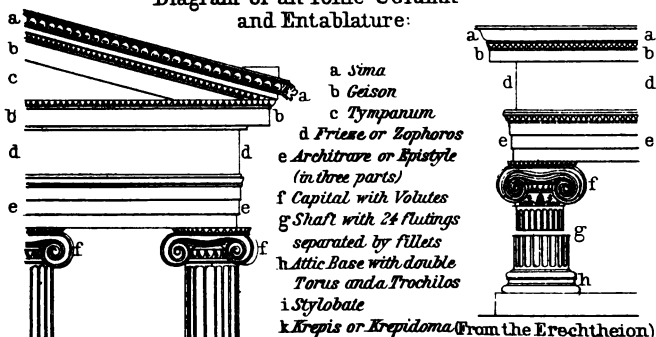 Diagram of an Ionic Column
and Entablature:
a Sima
b Geison
c Tympanum
d Frieze or Zophoros
e Architrave or Epistyle
(in three parts)
f Capital with Volutes
g Shaft with 24 flutings
separated by fillets
h Attic Base with double
Torus and a Trochilos
i Stylobate
k Krepis or Krepidoma
(From the Erechtheion)
a
b
c
b
d
e
a
b
d
e
f
f
a
b
d
e
a
b
d
e
f
g
h